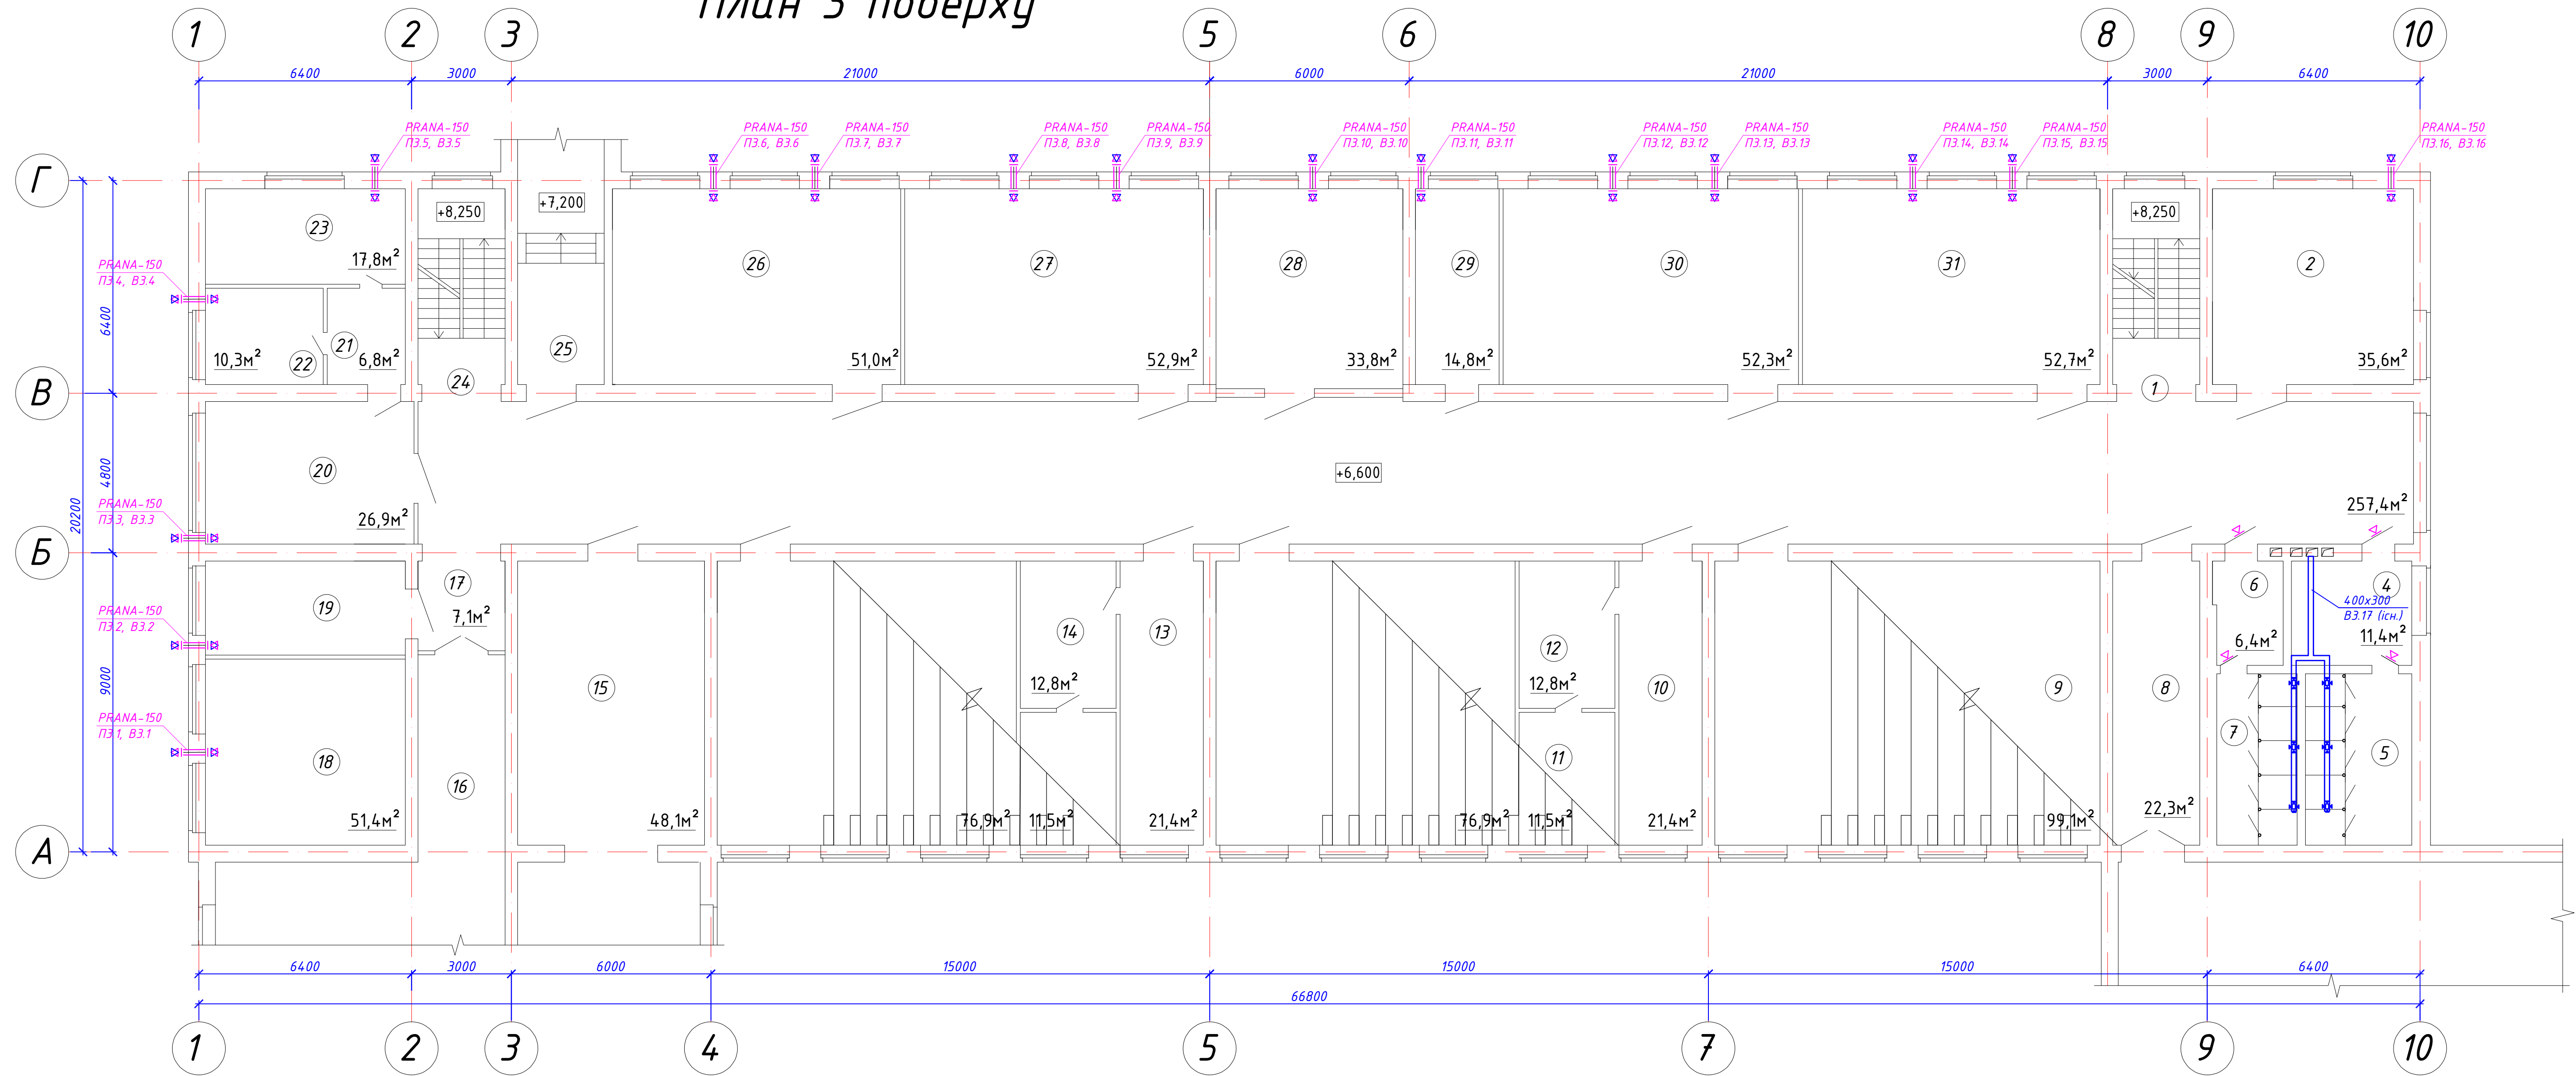 План 3 поверху
1 2 3 5 6 8 9 10
6400 3000 21000 6000 21000 3000 6400
PRANA-150
П3.5, В3.5
PRANA-150
П3.6, В3.6
PRANA-150
П3.7, В3.7
PRANA-150
П3.8, В3.8
PRANA-150
П3.9, В3.9
PRANA-150
П3.10, В3.10
PRANA-150
П3.11, В3.11
PRANA-150
П3.12, В3.12
PRANA-150
П3.13, В3.13
PRANA-150
П3.14, В3.14
PRANA-150
П3.15, В3.15
PRANA-150
П3.16, В3.16
Г
+8,250
+7,200
+8,250
23
17,8м²
26
27
28
29
30
31
2
PRANA-150
П3.4, В3.4
6400
10,3м²
22
21
6,8м²
25
24
51,0м²
52,9м²
33,8м²
14,8м²
52,3м²
52,7м²
1
35,6м²
В
20
26,9м²
+6,600
257,4м²
4800
20200
PRANA-150
П3.3, В3.3
Б
19
17
7,1м²
14
13
12
6
4
400х300
В3.17 (існ.)
6,4м²
11,4м²
PRANA-150
П3.2, В3.2
9000
15
12,8м²
12,8м²
10
9
8
PRANA-150
П3.1, В3.1
18
16
11
7
5
51,4м²
48,1м²
76,9м²
11,5м²
21,4м²
76,9м²
11,5м²
21,4м²
99,1м²
22,3м²
А
6400 3000 6000 15000 15000 15000 6400
66800
1 2 3 4 5 7 9 10